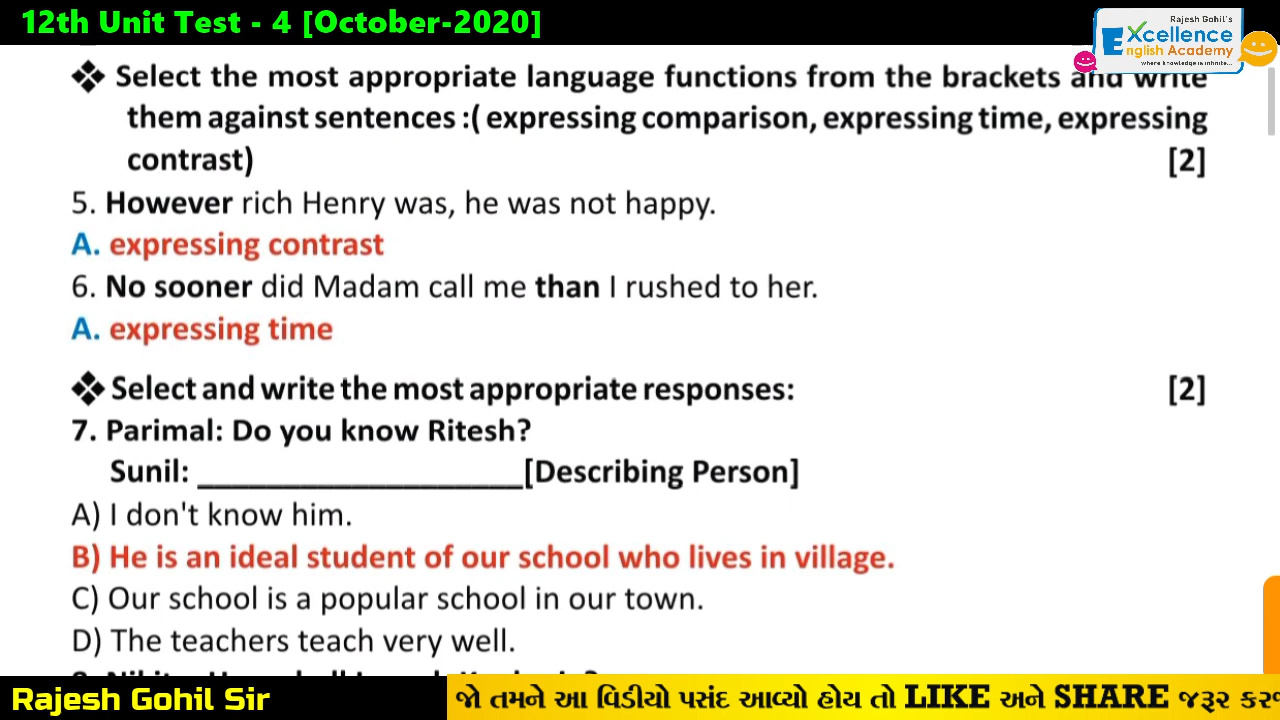 12th Unit Test - 4 [October-2020]
Rajesh Gohil's
Excellence
English Academy
where knowledge is infinite...
❖ Select the most appropriate language functions from the brackets and write
them against sentences :( expressing comparison, expressing time, expressing
contrast) [2]
5. However rich Henry was, he was not happy.
A. expressing contrast
6. No sooner did Madam call me than I rushed to her.
A. expressing time
❖ Select and write the most appropriate responses: [2]
7. Parimal: Do you know Ritesh?
Sunil: ____________________[Describing Person]
A) I don't know him.
B) He is an ideal student of our school who lives in village.
C) Our school is a popular school in our town.
D) The teachers teach very well.
Rajesh Gohil Sir
જો તમને આ વિડીયો પસંદ આવ્યો હોય તો LIKE અને SHARE જરૂર